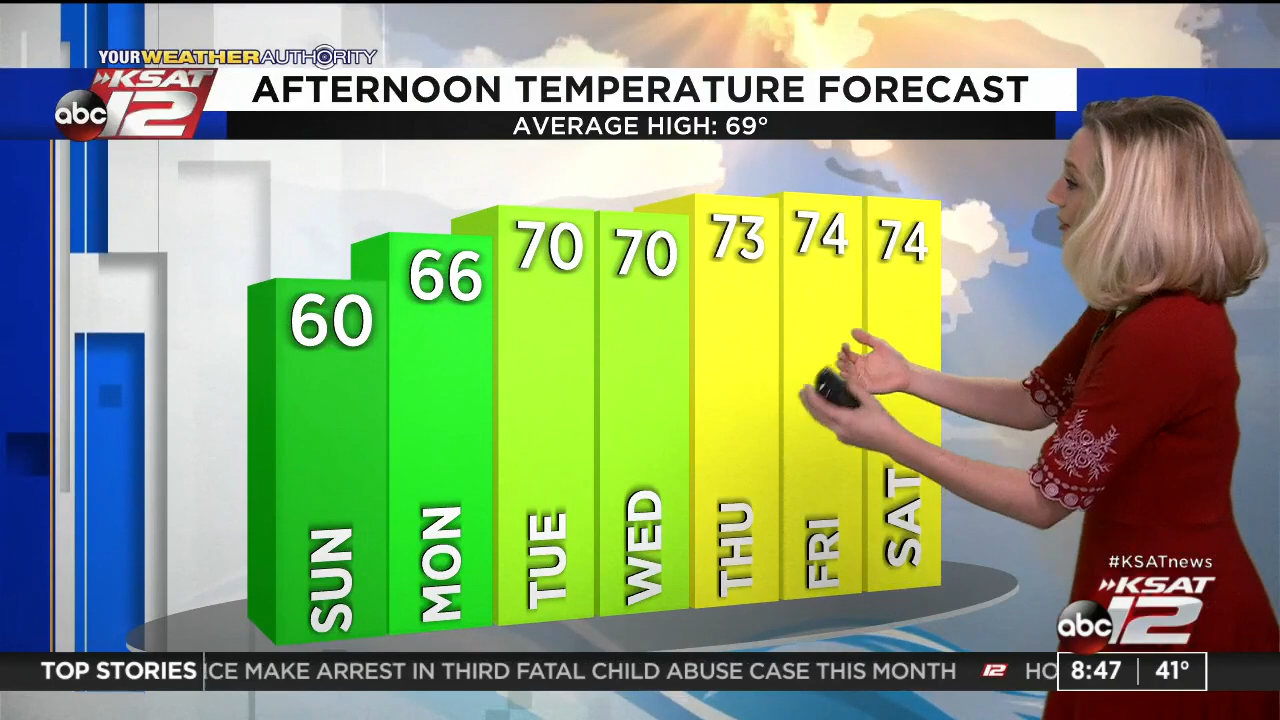 YOURWEATHERAUTHORITY
KSAT
abc 12
AFTERNOON TEMPERATURE FORECAST
AVERAGE HIGH: 69°
60
66
70
70
73
74
74
SUN
MON
TUE
WED
THU
FRI
SAT
#KSATnews
KSAT
abc 12
TOP STORIES ICE MAKE ARREST IN THIRD FATAL CHILD ABUSE CASE THIS MONTH 12 HO 8:47 41°